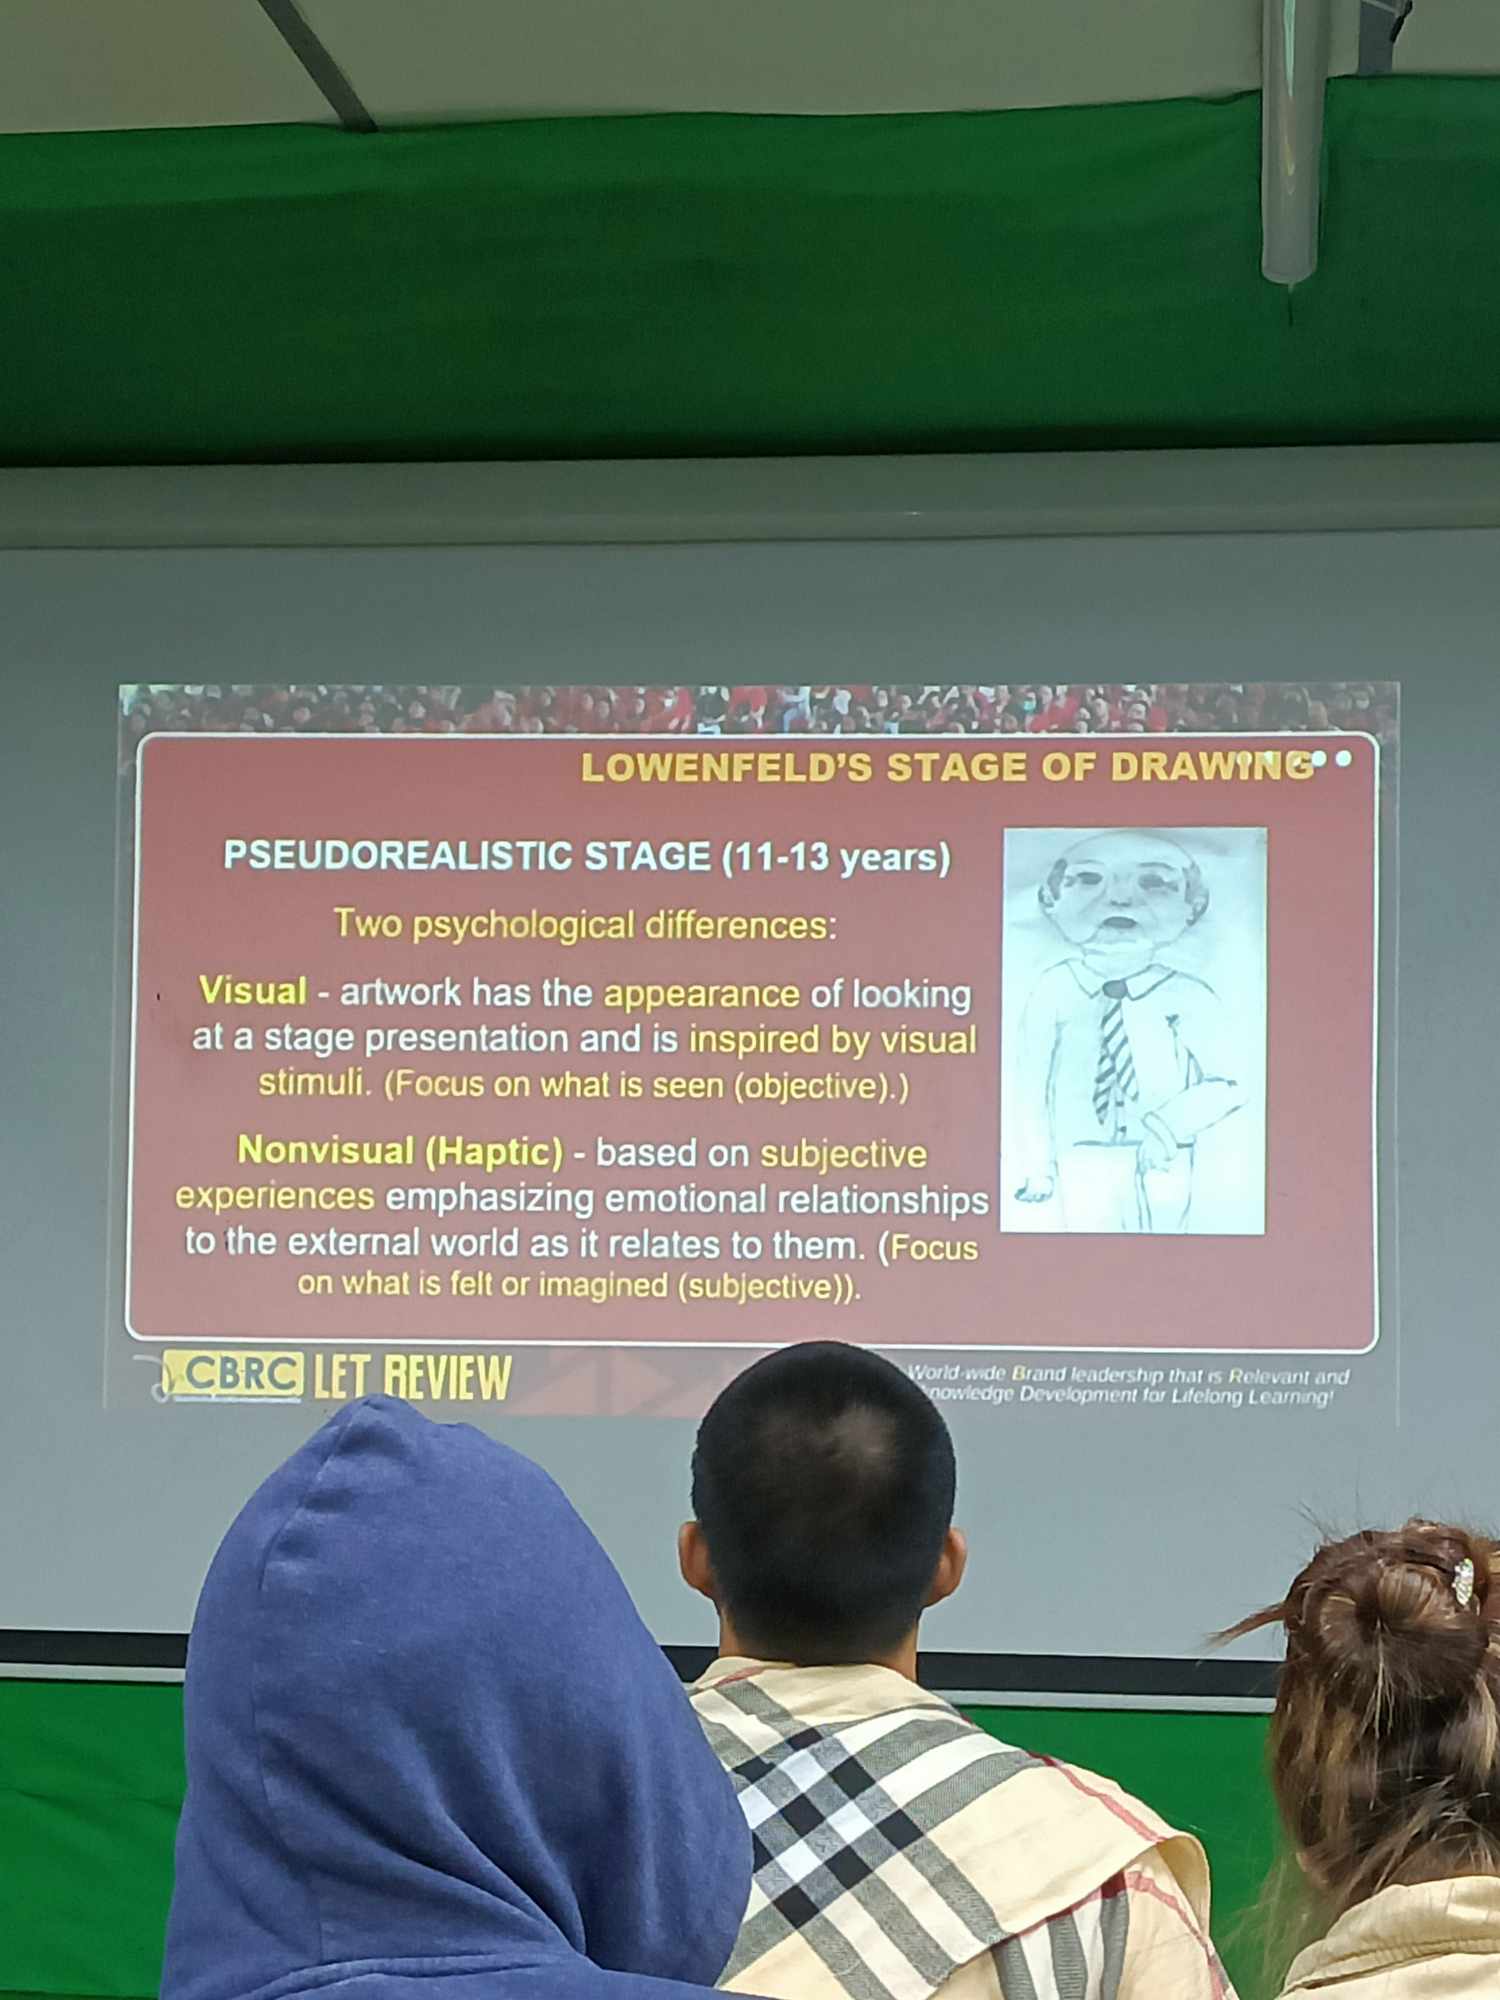 LOWENFELD'S STAGE OF DRAWING
PSEUDOREALISTIC STAGE (11-13 years)
Two psychological differences:
Visual - artwork has the appearance of looking
at a stage presentation and is inspired by visual
stimuli. (Focus on what is seen (objective).)
Nonvisual (Haptic) - based on subjective
experiences emphasizing emotional relationships
to the external world as it relates to them. (Focus
on what is felt or imagined (subjective)).
CBRC LET REVIEW
World-wide Brand leadership that is Relevant and
nowledge Development for Lifelong Learning!